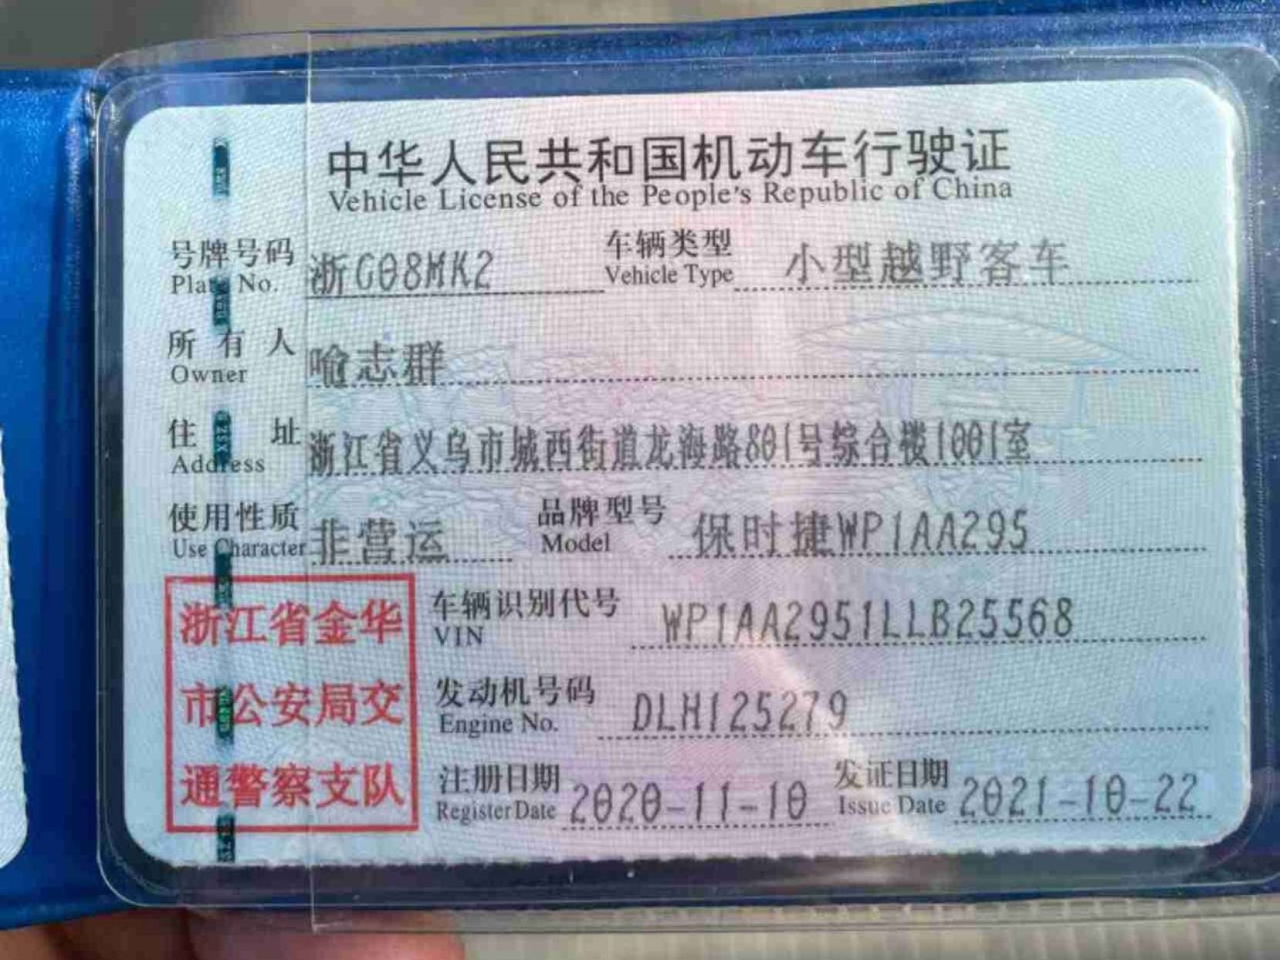 中华人民共和国机动车行驶证
Vehicle License of the People's Republic of China
号牌号码 浙G08MK2 车辆类型 小型越野客车
Plate No. Vehicle Type
所有人 喻志群
Owner
住址 浙江省义乌市城西街道龙海路801号综合楼1001室
Address
使用性质 非营运 品牌型号 保时捷WP1AA295
Use Character Model
浙江省金华 车辆识别代号 WP1AA2951LLB25568
VIN
市公安局交 发动机号码 DLH125279
Engine No.
通警察支队 注册日期 2020-11-10 发证日期 2021-10-22
Register Date Issue Date